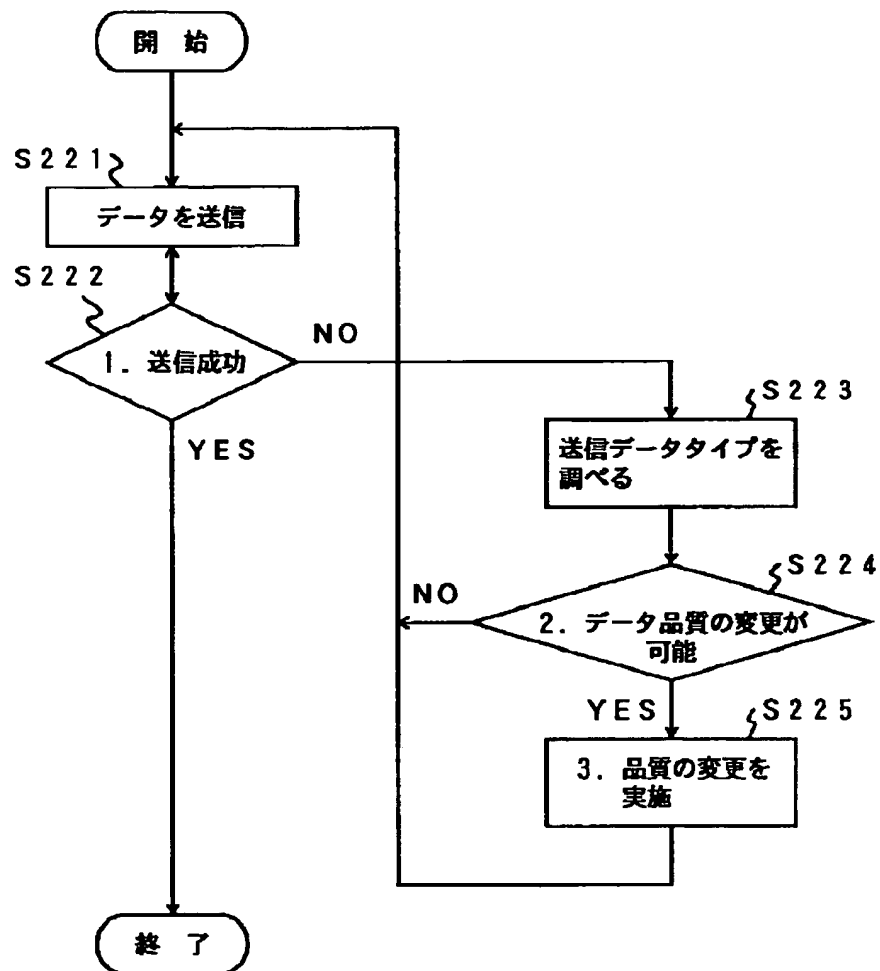 開 始
S221
データを送信
S222
1. 送信成功
NO
YES
S223
送信データタイプを
調べる
S224
NO
2. データ品質の変更が
可能
YES
S225
3. 品質の変更を
実施
終 了